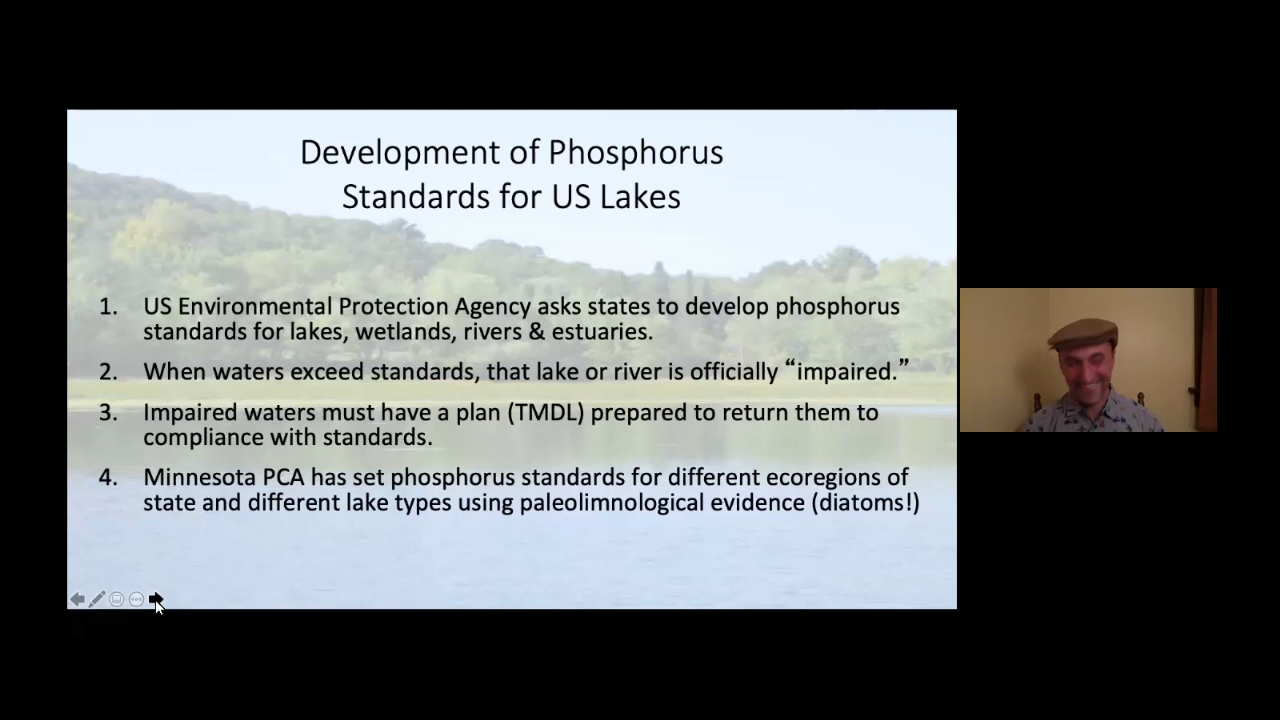 Development of Phosphorus
Standards for US Lakes
1. US Environmental Protection Agency asks states to develop phosphorus
standards for lakes, wetlands, rivers & estuaries.
2. When waters exceed standards, that lake or river is officially “impaired.”
3. Impaired waters must have a plan (TMDL) prepared to return them to
compliance with standards.
4. Minnesota PCA has set phosphorus standards for different ecoregions of
state and different lake types using paleolimnological evidence (diatoms!)